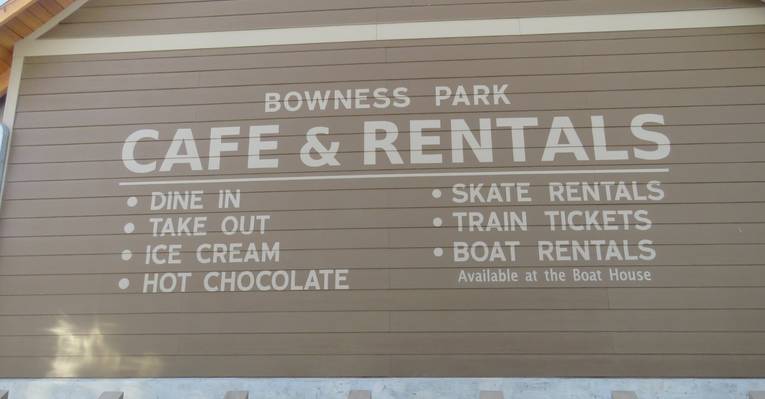 BOWNESS PARK
CAFE & RENTALS
• DINE IN
• TAKE OUT
• ICE CREAM
• HOT CHOCOLATE
• SKATE RENTALS
• TRAIN TICKETS
• BOAT RENTALS
Available at the Boat House